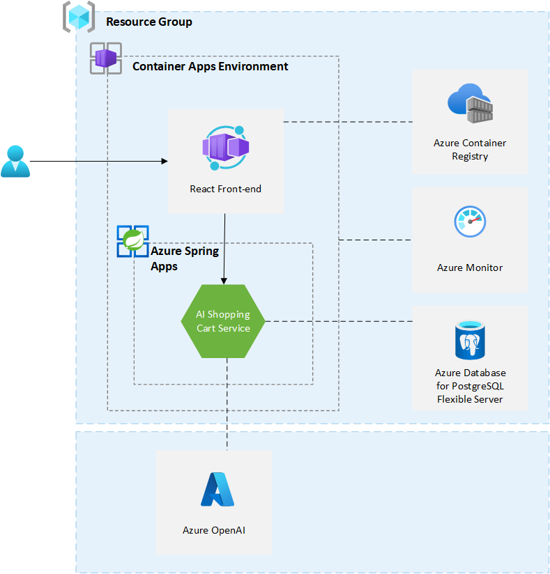 Resource Group
Container Apps Environment
Azure Container
Registry
React Front-end
Azure Spring
Apps
Azure Monitor
AI Shopping
Cart Service
Azure Database
for PostgreSQL
Flexible Server
Azure OpenAI